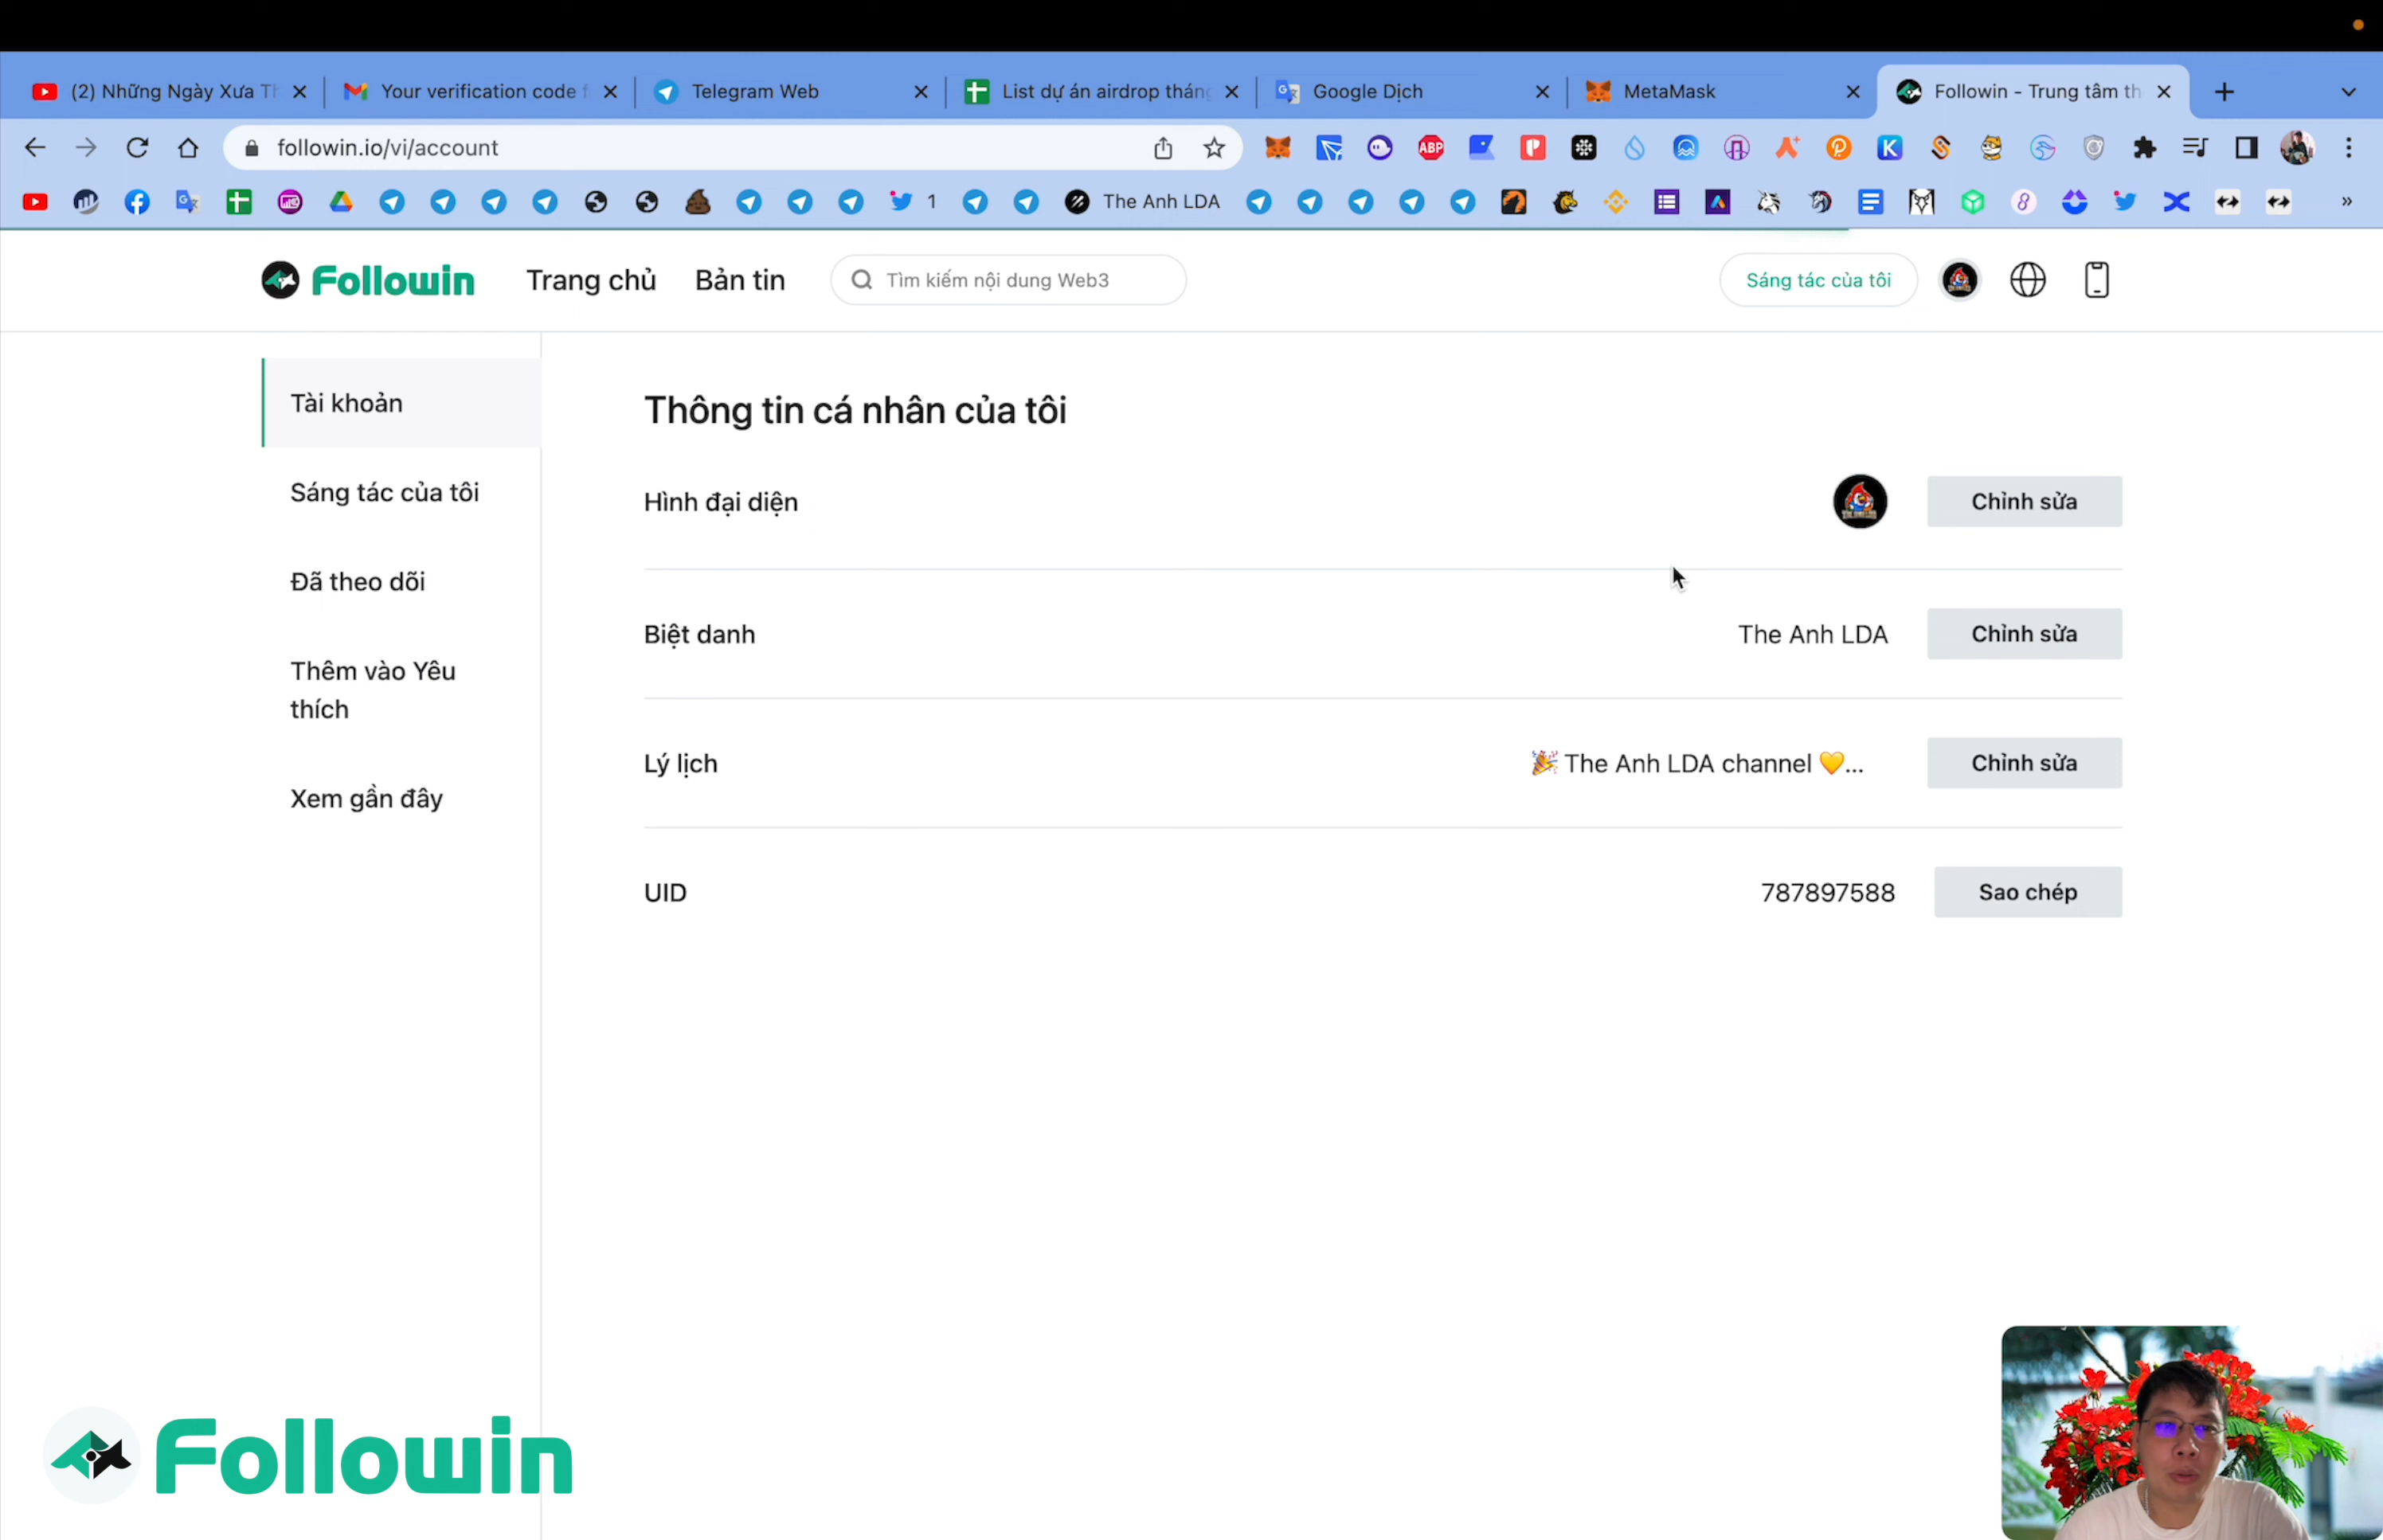 (2) Những Ngày Xưa Th
Your verification code f
Telegram Web
List dự án airdrop tháng
Google Dịch
MetaMask
Followin - Trung tâm th
followin.io/vi/account
ABP
1
The Anh LDA
Followin
Trang chủ
Bản tin
Tìm kiếm nội dung Web3
Sáng tác của tôi
Tài khoản
Sáng tác của tôi
Đã theo dõi
Thêm vào Yêu
thích
Xem gần đây
Thông tin cá nhân của tôi
Hình đại diện
Chỉnh sửa
Biệt danh
The Anh LDA
Chỉnh sửa
Lý lịch
🎉 The Anh LDA channel 💛...
Chỉnh sửa
UID
787897588
Sao chép
Followin